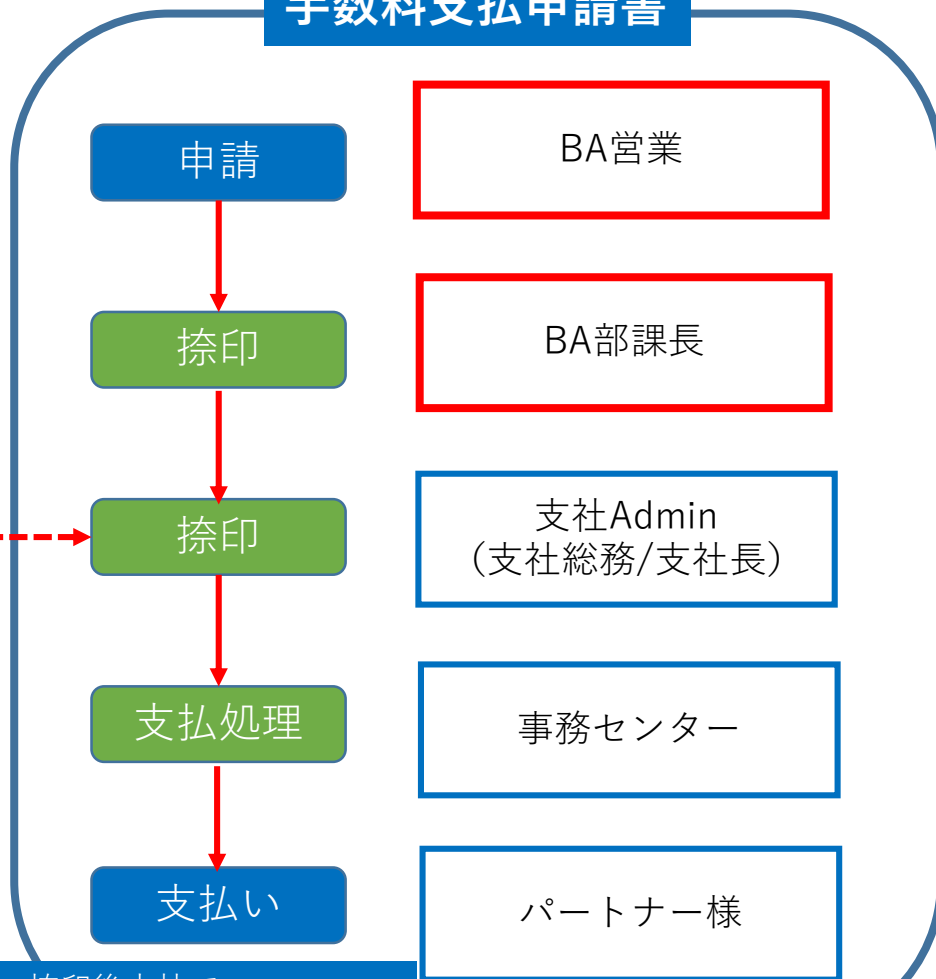 手数料支払申請書
申請
BA営業
捺印
BA部課長
捺印
支社Admin
(支社総務/支社長)
支払処理
事務センター
支払い
パートナー様